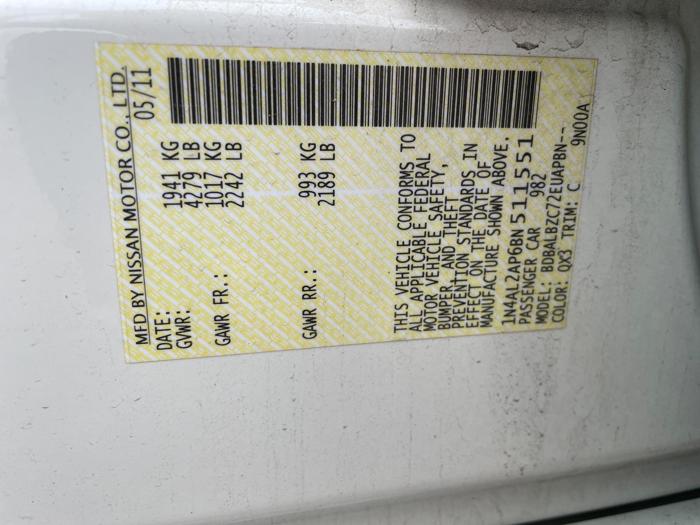 MFD BY NISSAN MOTOR CO., LTD.
DATE: 05/11
GVWR: 1941 KG
4279 LB
GAWR FR.: 1017 KG
2242 LB
GAWR RR.: 993 KG
2189 LB
THIS VEHICLE CONFORMS TO
ALL APPLICABLE FEDERAL
MOTOR VEHICLE SAFETY,
BUMPER, AND THEFT
PREVENTION STANDARDS IN
EFFECT ON THE DATE OF
MANUFACTURE SHOWN ABOVE.
1N4AL2AP6BN511551
PASSENGER CAR 982
MODEL: BDBALBZC72EUAPBN--
COLOR: QX3 TRIM: C 9N00A